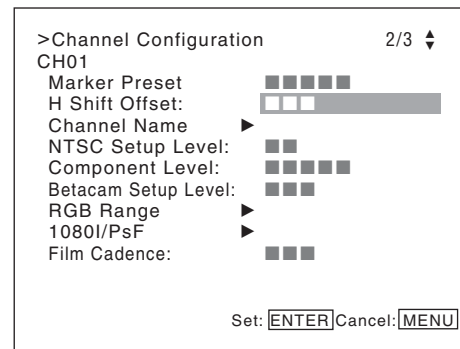 >Channel Configuration 2/3
CH01
Marker Preset ■■■■■
H Shift Offset: □□□
Channel Name ►
NTSC Setup Level: ■■
Component Level: ■■■■■
Betacam Setup Level: ■■■
RGB Range ►
1080I/PsF ►
Film Cadence: ■■■
Set: ENTER Cancel: MENU